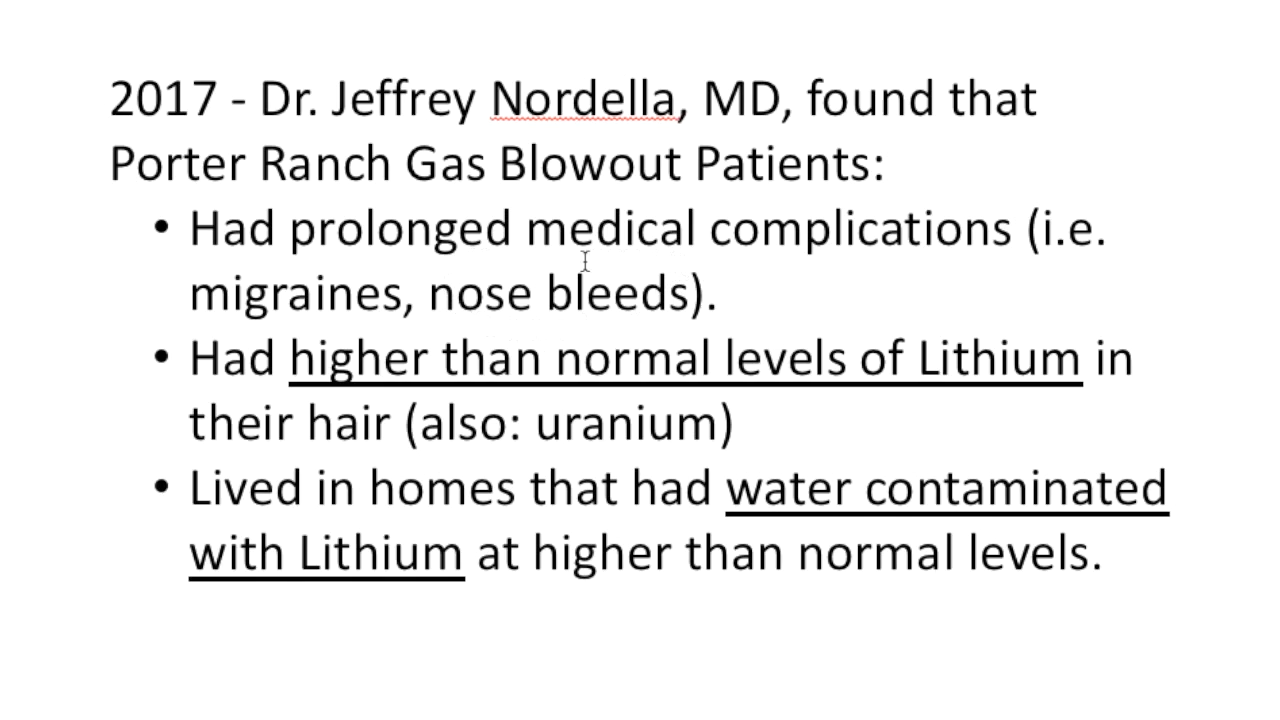 2017 - Dr. Jeffrey Nordella, MD, found that
Porter Ranch Gas Blowout Patients:
• Had prolonged medical complications (i.e.
migraines, nose bleeds).
• Had higher than normal levels of Lithium in
their hair (also: uranium)
• Lived in homes that had water contaminated
with Lithium at higher than normal levels.